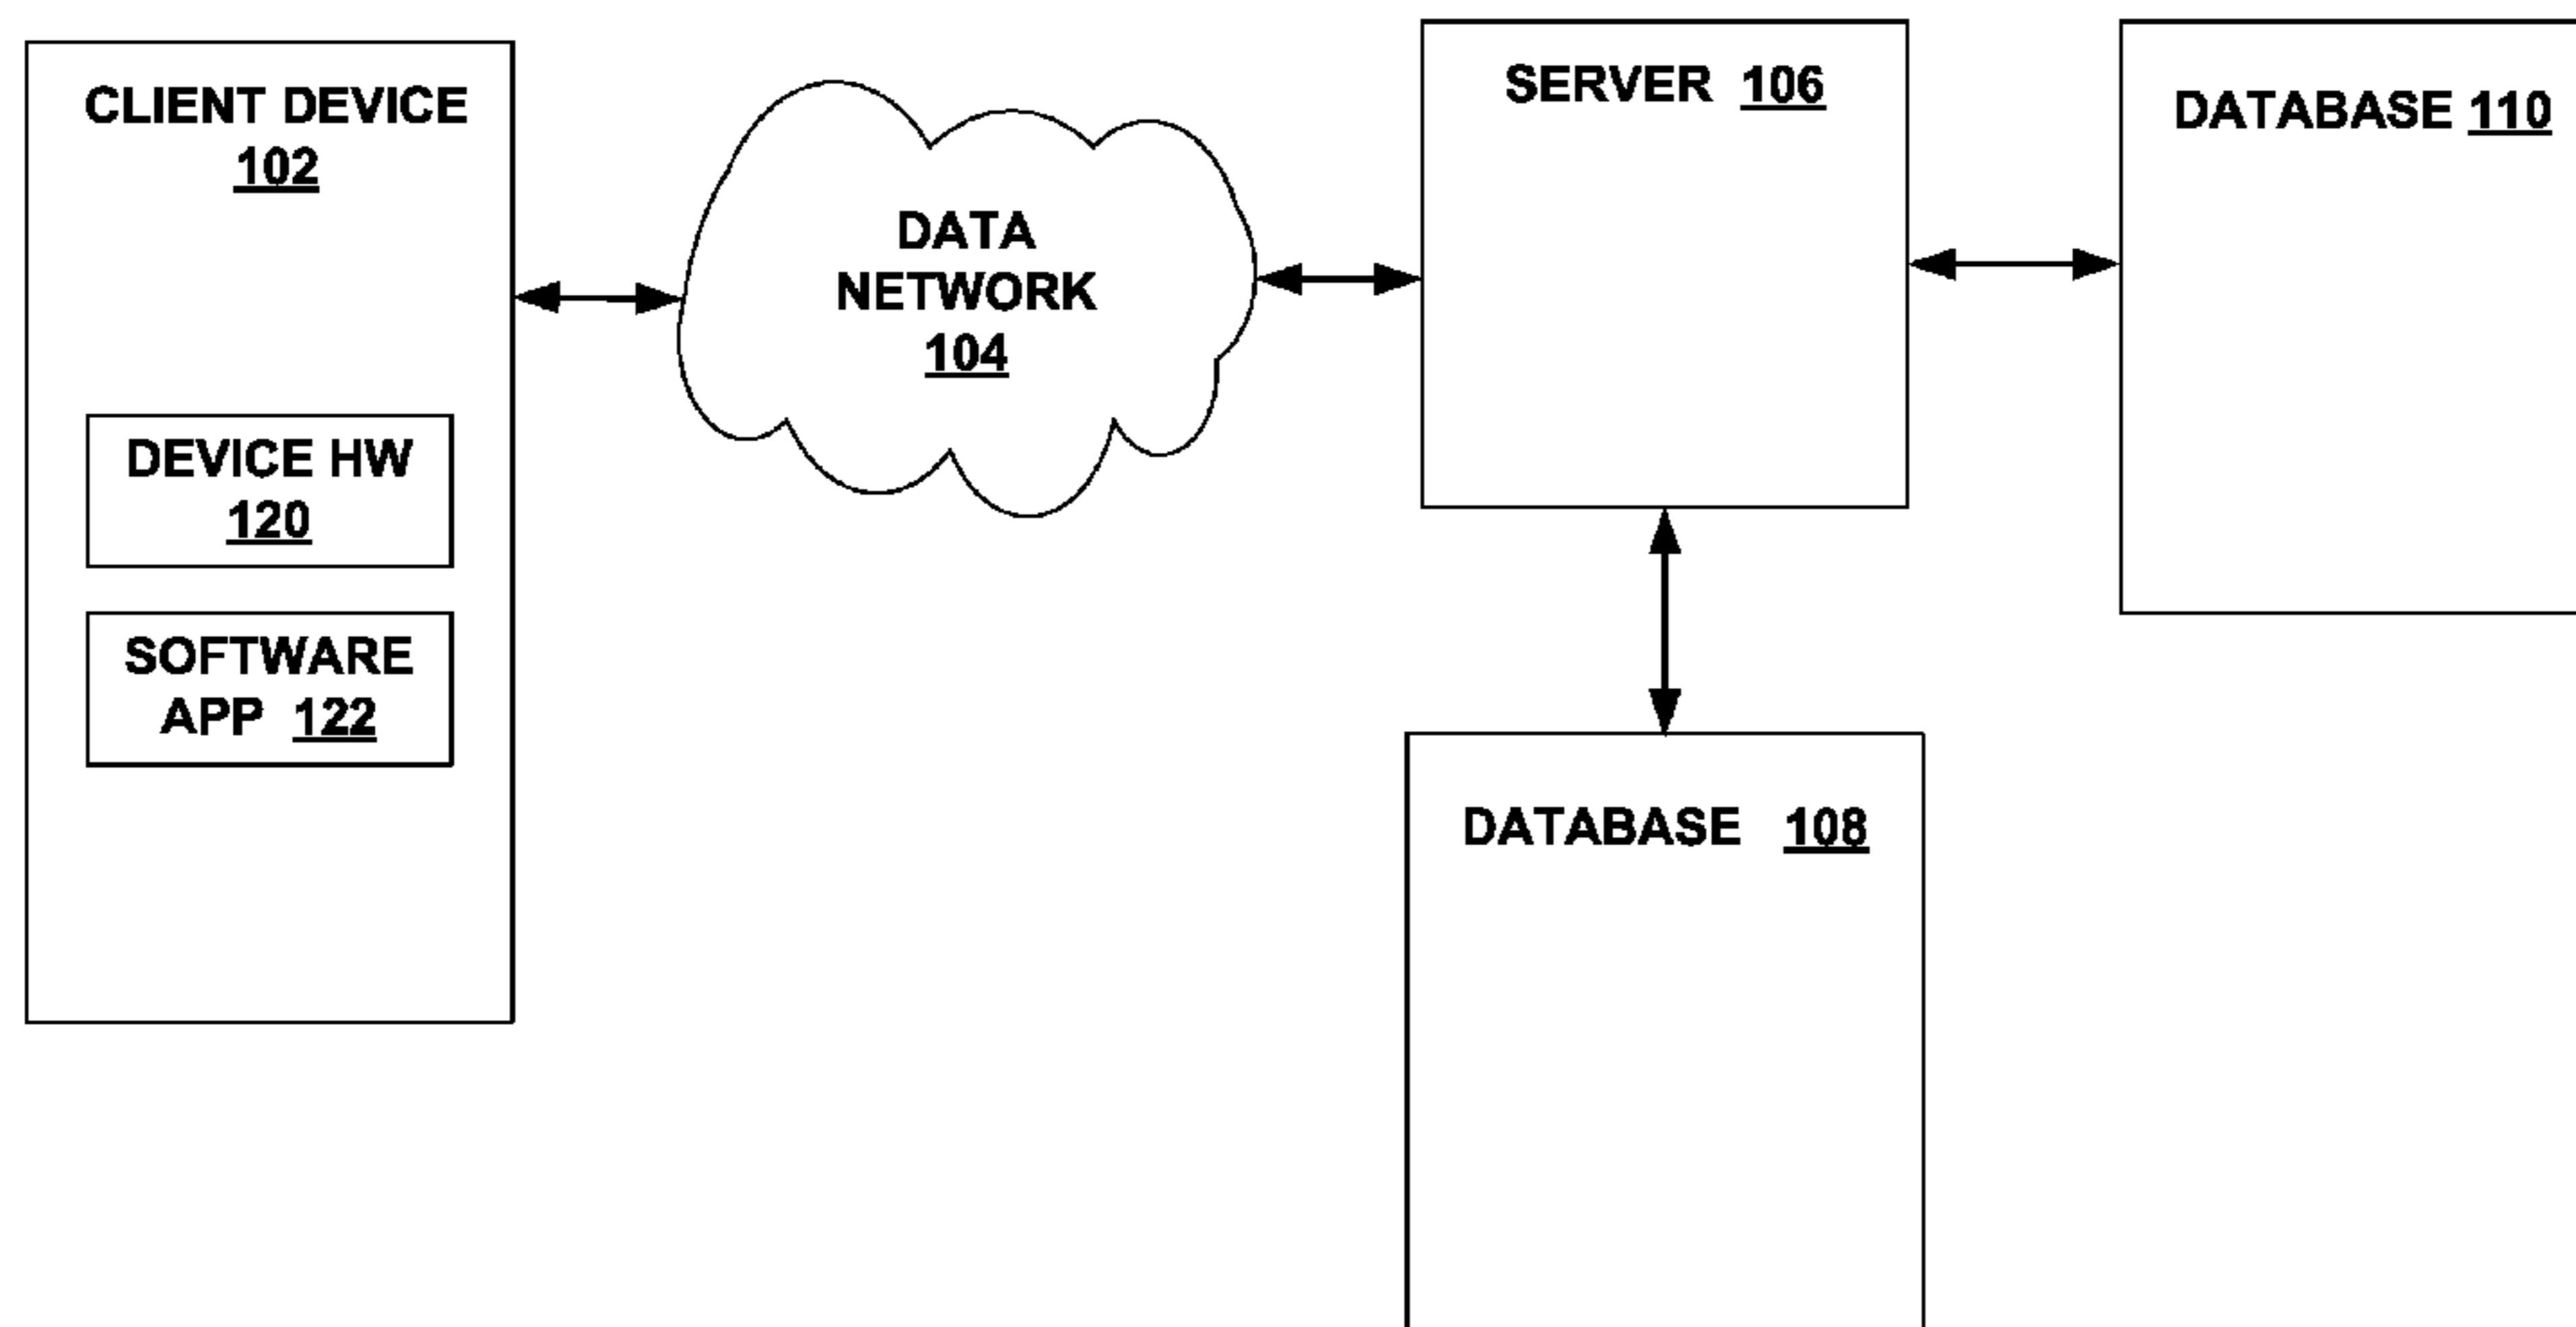 CLIENT DEVICE
102
DEVICE HW
120
SOFTWARE
APP 122
DATA
NETWORK
104
SERVER 106
DATABASE 110
DATABASE 108